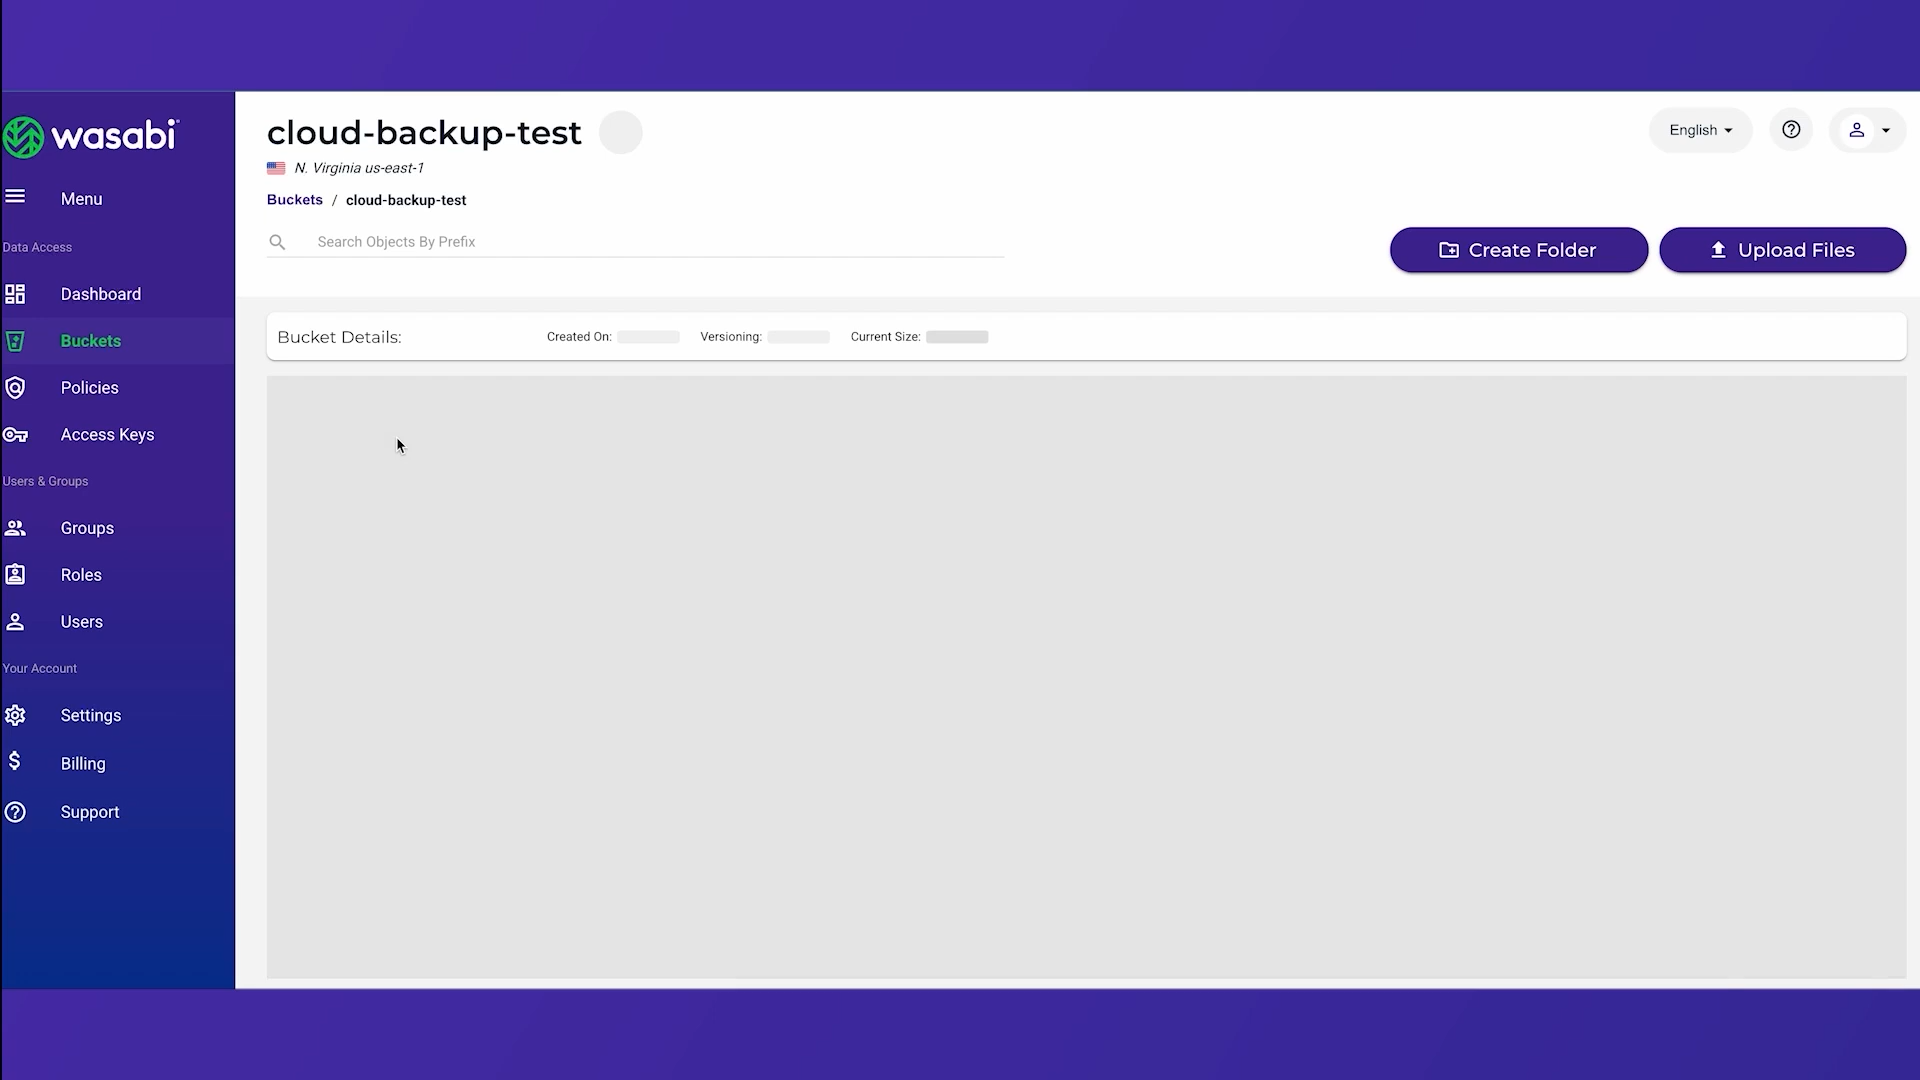 wasabi
Menu
Data Access
Dashboard
Buckets
Policies
Access Keys
Users & Groups
Groups
Roles
Users
Your Account
Settings
Billing
Support
cloud-backup-test
N. Virginia us-east-1
Buckets / cloud-backup-test
Search Objects By Prefix
English
Create Folder
Upload Files
Bucket Details: Created On: Versioning: Current Size: